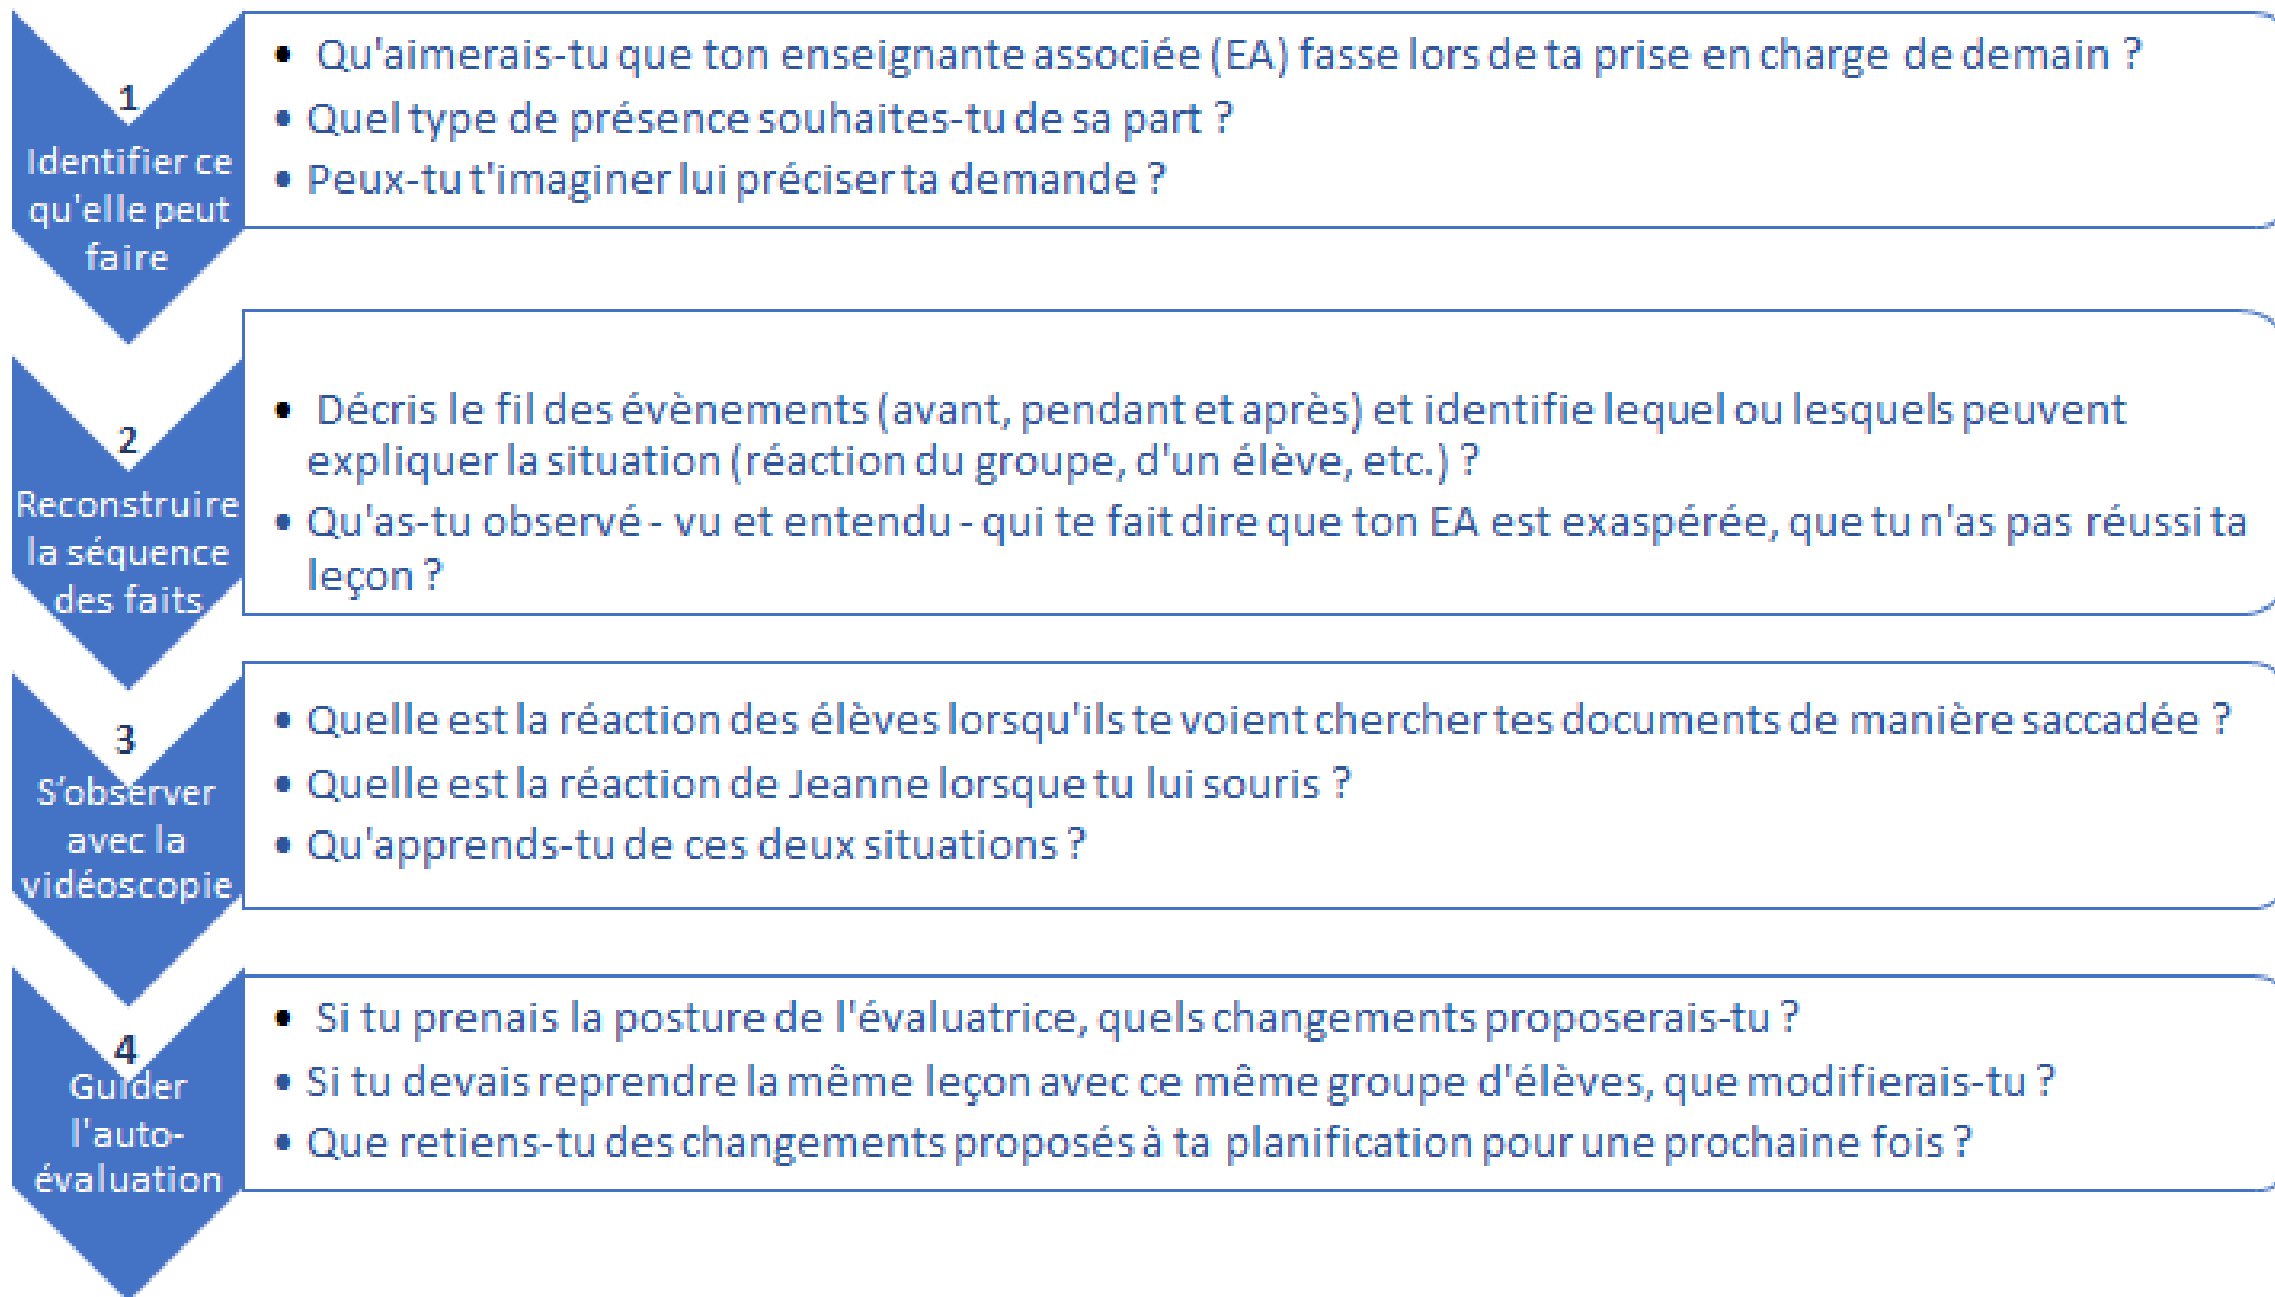 1
Identifier ce
qu'elle peut
faire
• Qu'aimerais-tu que ton enseignante associée (EA) fasse lors de ta prise en charge de demain ?
• Quel type de présence souhaites-tu de sa part ?
• Peux-tu t'imaginer lui préciser ta demande ?
2
Reconstruire
la séquence
des faits
• Décris le fil des évènements (avant, pendant et après) et identifie lequel ou lesquels peuvent
expliquer la situation (réaction du groupe, d'un élève, etc.) ?
• Qu'as-tu observé - vu et entendu - qui te fait dire que ton EA est exaspérée, que tu n'as pas réussi ta
leçon ?
3
S'observer
avec la
vidéoscopie
• Quelle est la réaction des élèves lorsqu'ils te voient chercher tes documents de manière saccadée ?
• Quelle est la réaction de Jeanne lorsque tu lui souris ?
• Qu'apprends-tu de ces deux situations ?
4
Guider
l'auto-
évaluation
• Si tu prenais la posture de l'évaluatrice, quels changements proposerais-tu ?
• Si tu devais reprendre la même leçon avec ce même groupe d'élèves, que modifierais-tu ?
• Que retiens-tu des changements proposés à ta planification pour une prochaine fois ?